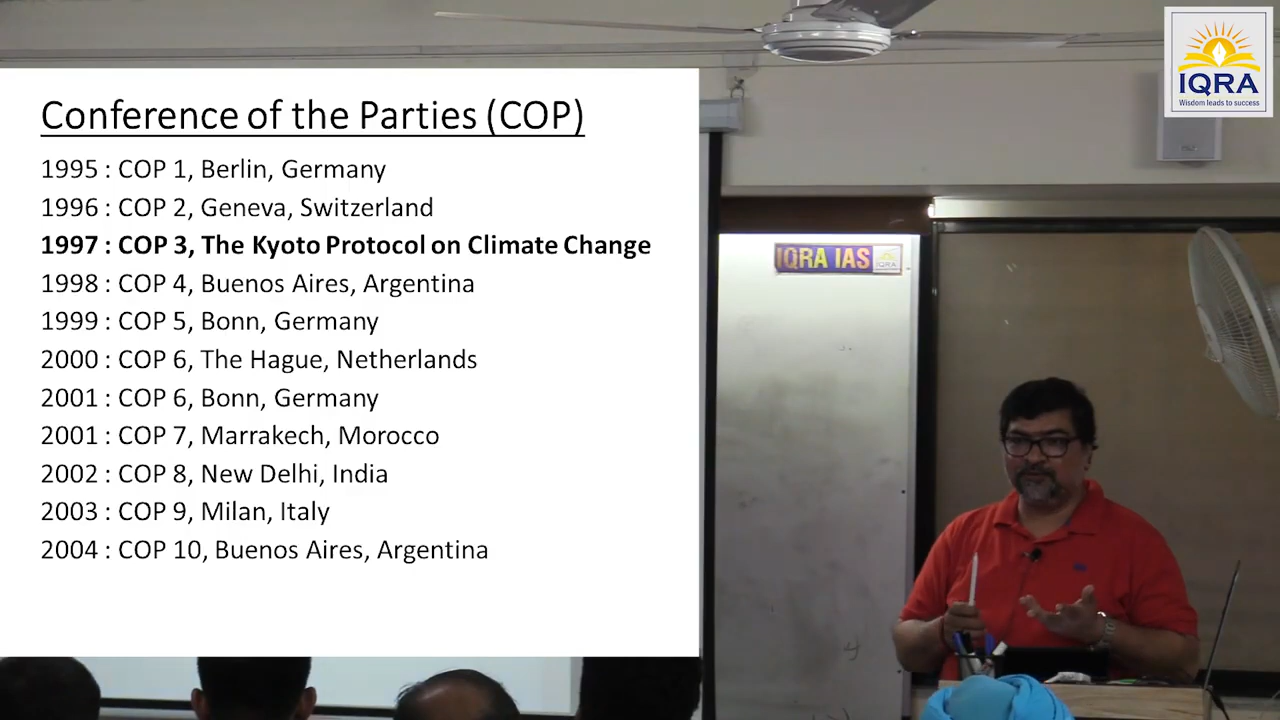 Conference of the Parties (COP)
1995 : COP 1, Berlin, Germany
1996 : COP 2, Geneva, Switzerland
1997 : COP 3, The Kyoto Protocol on Climate Change
1998 : COP 4, Buenos Aires, Argentina
1999 : COP 5, Bonn, Germany
2000 : COP 6, The Hague, Netherlands
2001 : COP 6, Bonn, Germany
2001 : COP 7, Marrakech, Morocco
2002 : COP 8, New Delhi, India
2003 : COP 9, Milan, Italy
2004 : COP 10, Buenos Aires, Argentina
IQRA
Wisdom leads to success
IQRA IAS
IQRA
4